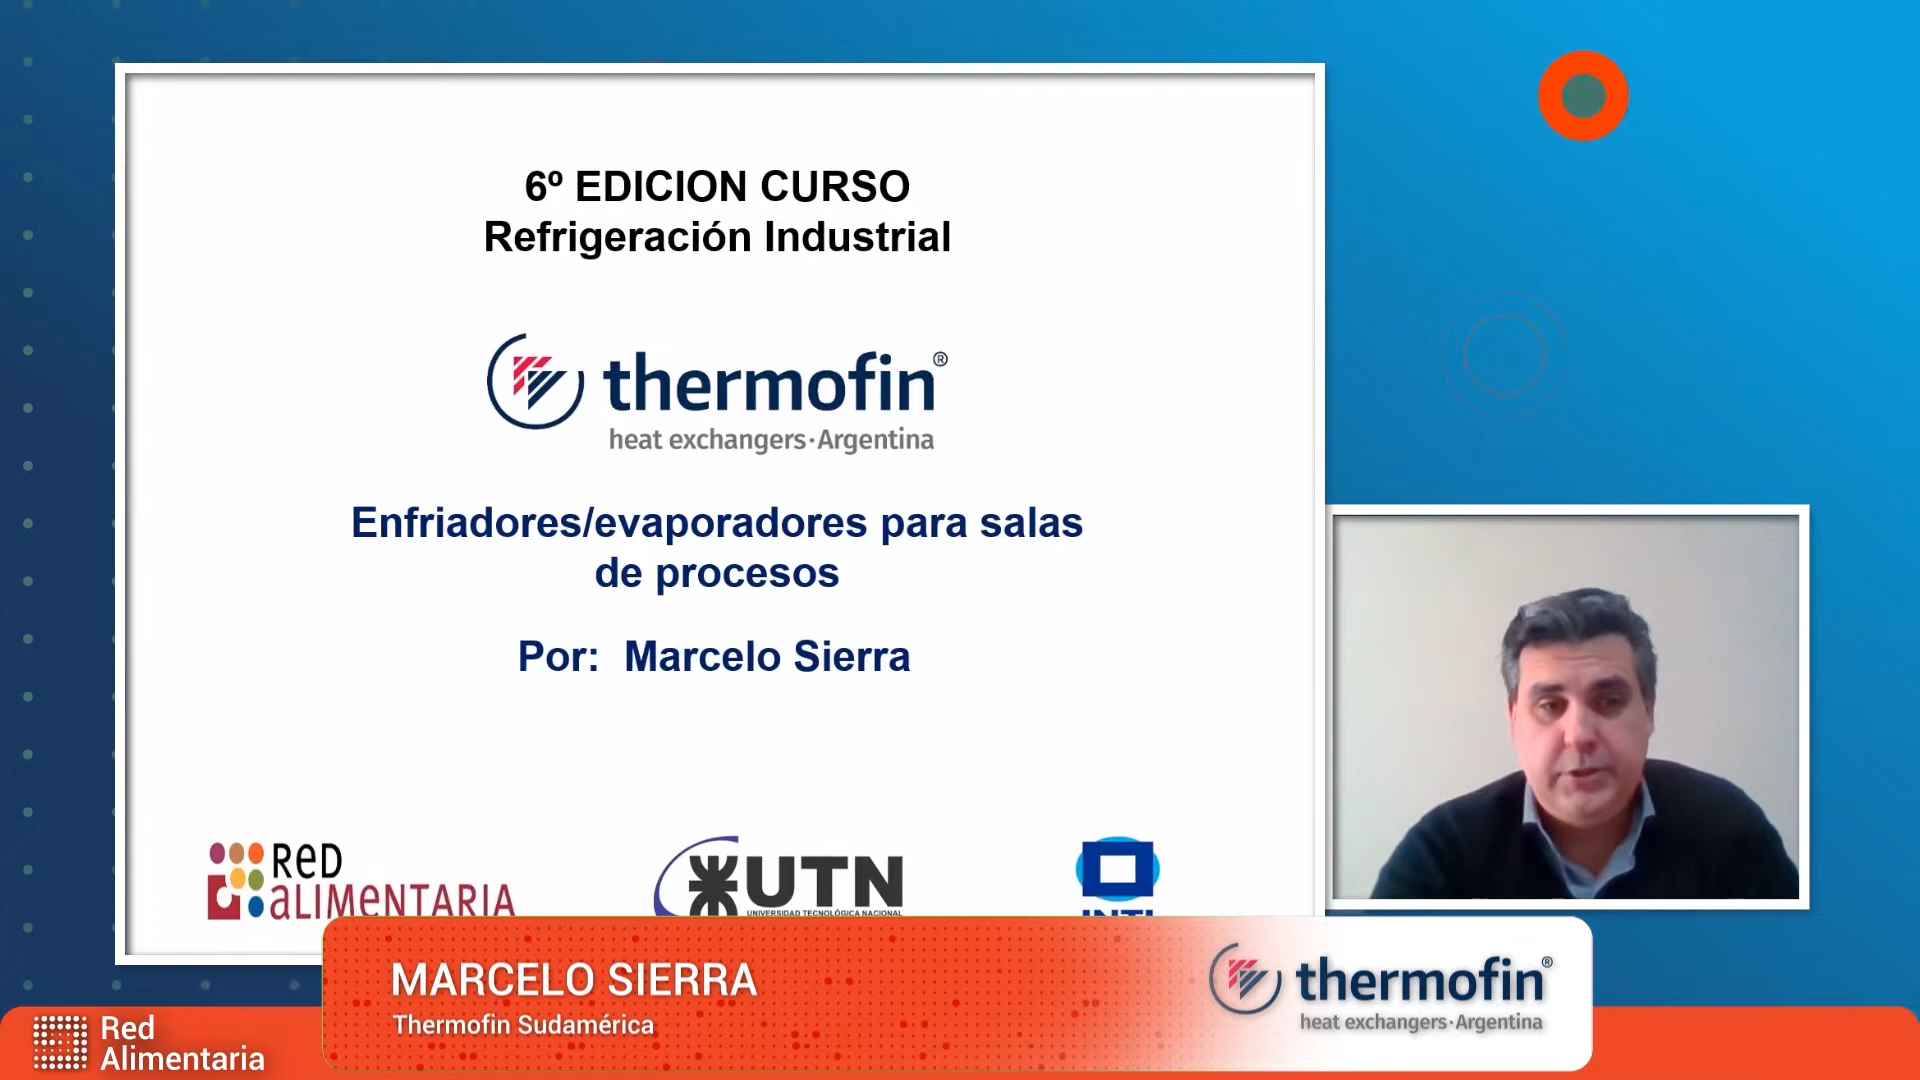 6º EDICION CURSO
Refrigeración Industrial
thermofin®
heat exchangers·Argentina
Enfriadores/evaporadores para salas
de procesos
Por: Marcelo Sierra
ReD
aLIMeNTARIA
UTN
UNIVERSIDAD TECNOLÓGICA NACIONAL
INTI
MARCELO SIERRA
Thermofin Sudamérica
thermofin®
heat exchangers·Argentina
Red
Alimentaria